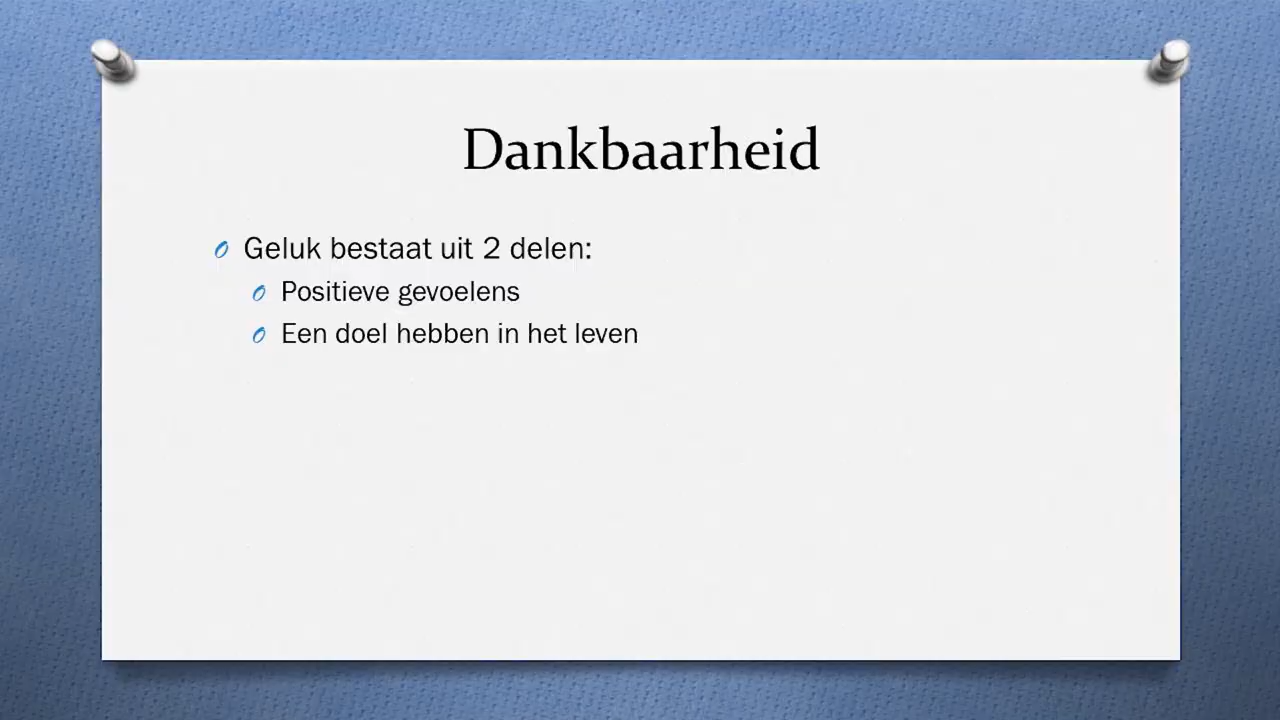 Dankbaarheid
Geluk bestaat uit 2 delen:
Positieve gevoelens
Een doel hebben in het leven